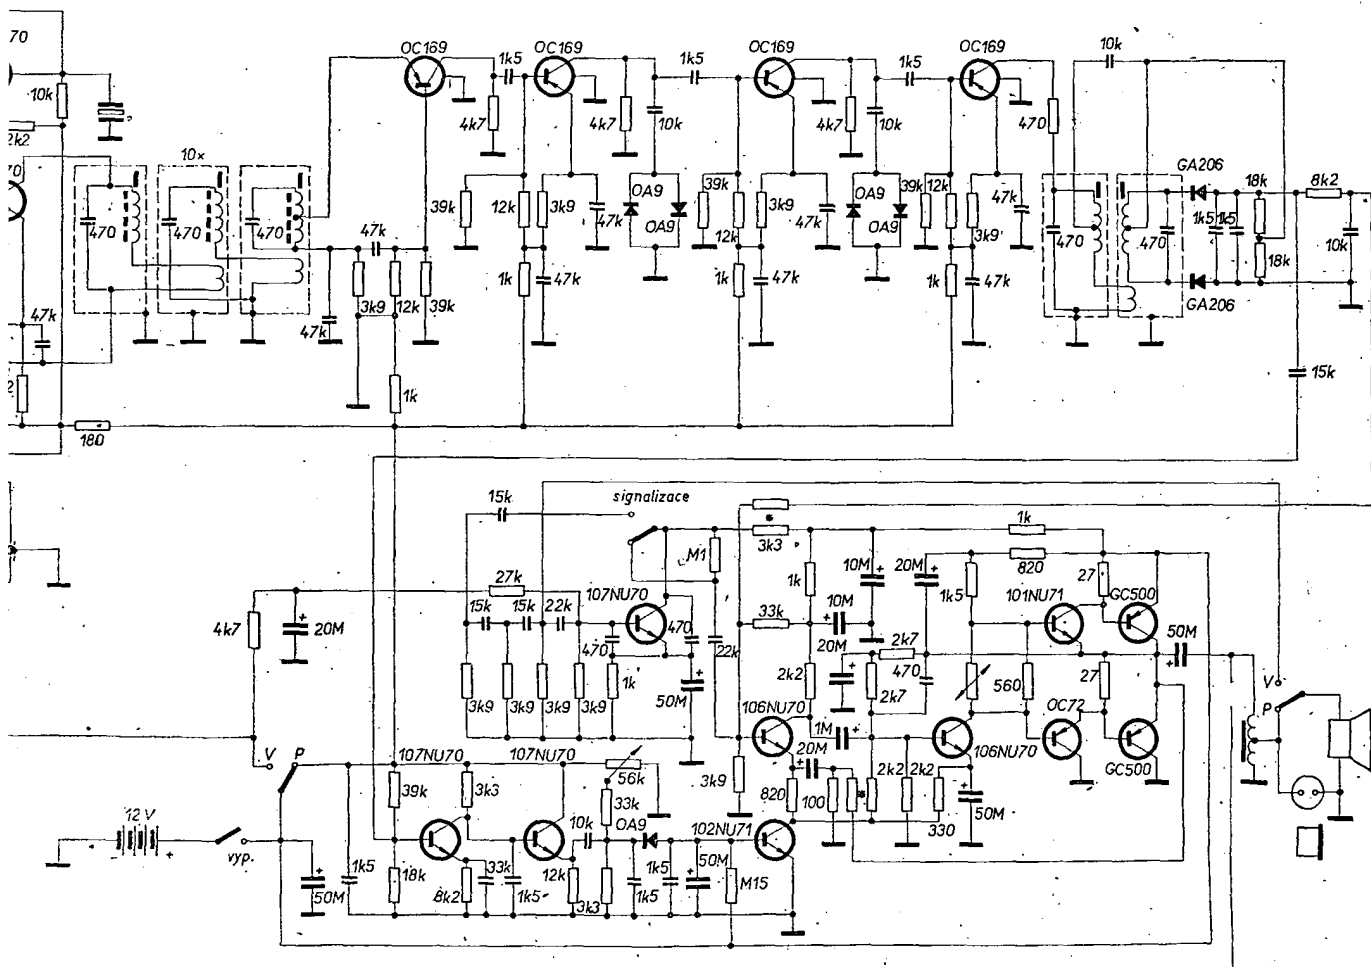 70
10k
2k2
70
47k
2
180
10x
470
470
470
OC169
OC169
OC169
OC169
1k5
1k5
1k5
10k
4k7
4k7
10k
4k7
10k
470
GA206
18k
8k2
1k5
1k5
10k
18k
GA206
470
470
15k
39k
12k
3k9
47k
OA9
OA9
39k
12k
3k9
47k
OA9
OA9
39k
12k
3k9
47k
47k
3k9
12k
39k
47k
1k
47k
1k
47k
1k
47k
1k
signalizace
15k
27k
15k
15k
22k
107NU70
470
470
1k
50M
3k9
3k9
3k9
3k9
M1
22k
*
3k3
1k
10M
33k
10M
20M
2k2
2k7
2k7
470
20M
1k5
1k
820
27
101NU71
GC500
50M
560
27
OC72
GC500
106NU70
1M
106NU70
20M
820
100
*
2k2
2k2
330
50M
3k9
102NU71
M15
V
P
4k7
20M
V
P
12V
+
vyp.
50M
1k5
39k
18k
107NU70
3k3
8k2
33k
1k5
107NU70
12k
10k
3k3
33k
56k
OA9
1k5
1k5
50M